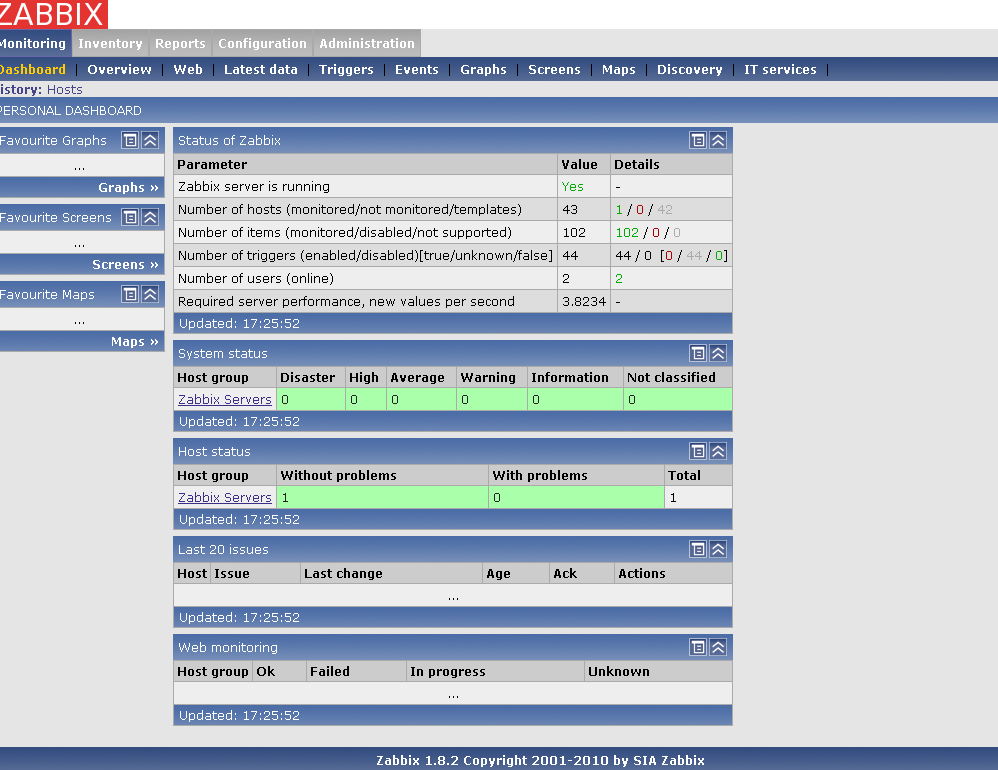 ZABBIX
Monitoring Inventory Reports Configuration Administration
Dashboard | Overview | Web | Latest data | Triggers | Events | Graphs | Screens | Maps | Discovery | IT services |
istory: Hosts
PERSONAL DASHBOARD
Favourite Graphs
...
Graphs »
Favourite Screens
...
Screens »
Favourite Maps
...
Maps »
Status of Zabbix
Parameter Value Details
Zabbix server is running Yes -
Number of hosts (monitored/not monitored/templates) 43 1 / 0 / 42
Number of items (monitored/disabled/not supported) 102 102 / 0 / 0
Number of triggers (enabled/disabled)[true/unknown/false] 44 44 / 0 [0 / 44 / 0]
Number of users (online) 2 2
Required server performance, new values per second 3.8234 -
Updated: 17:25:52
System status
Host group Disaster High Average Warning Information Not classified
Zabbix Servers 0 0 0 0 0 0
Updated: 17:25:52
Host status
Host group Without problems With problems Total
Zabbix Servers 1 0 1
Updated: 17:25:52
Last 20 issues
Host Issue Last change Age Ack Actions
...
Updated: 17:25:52
Web monitoring
Host group Ok Failed In progress Unknown
...
Updated: 17:25:52
Zabbix 1.8.2 Copyright 2001-2010 by SIA Zabbix